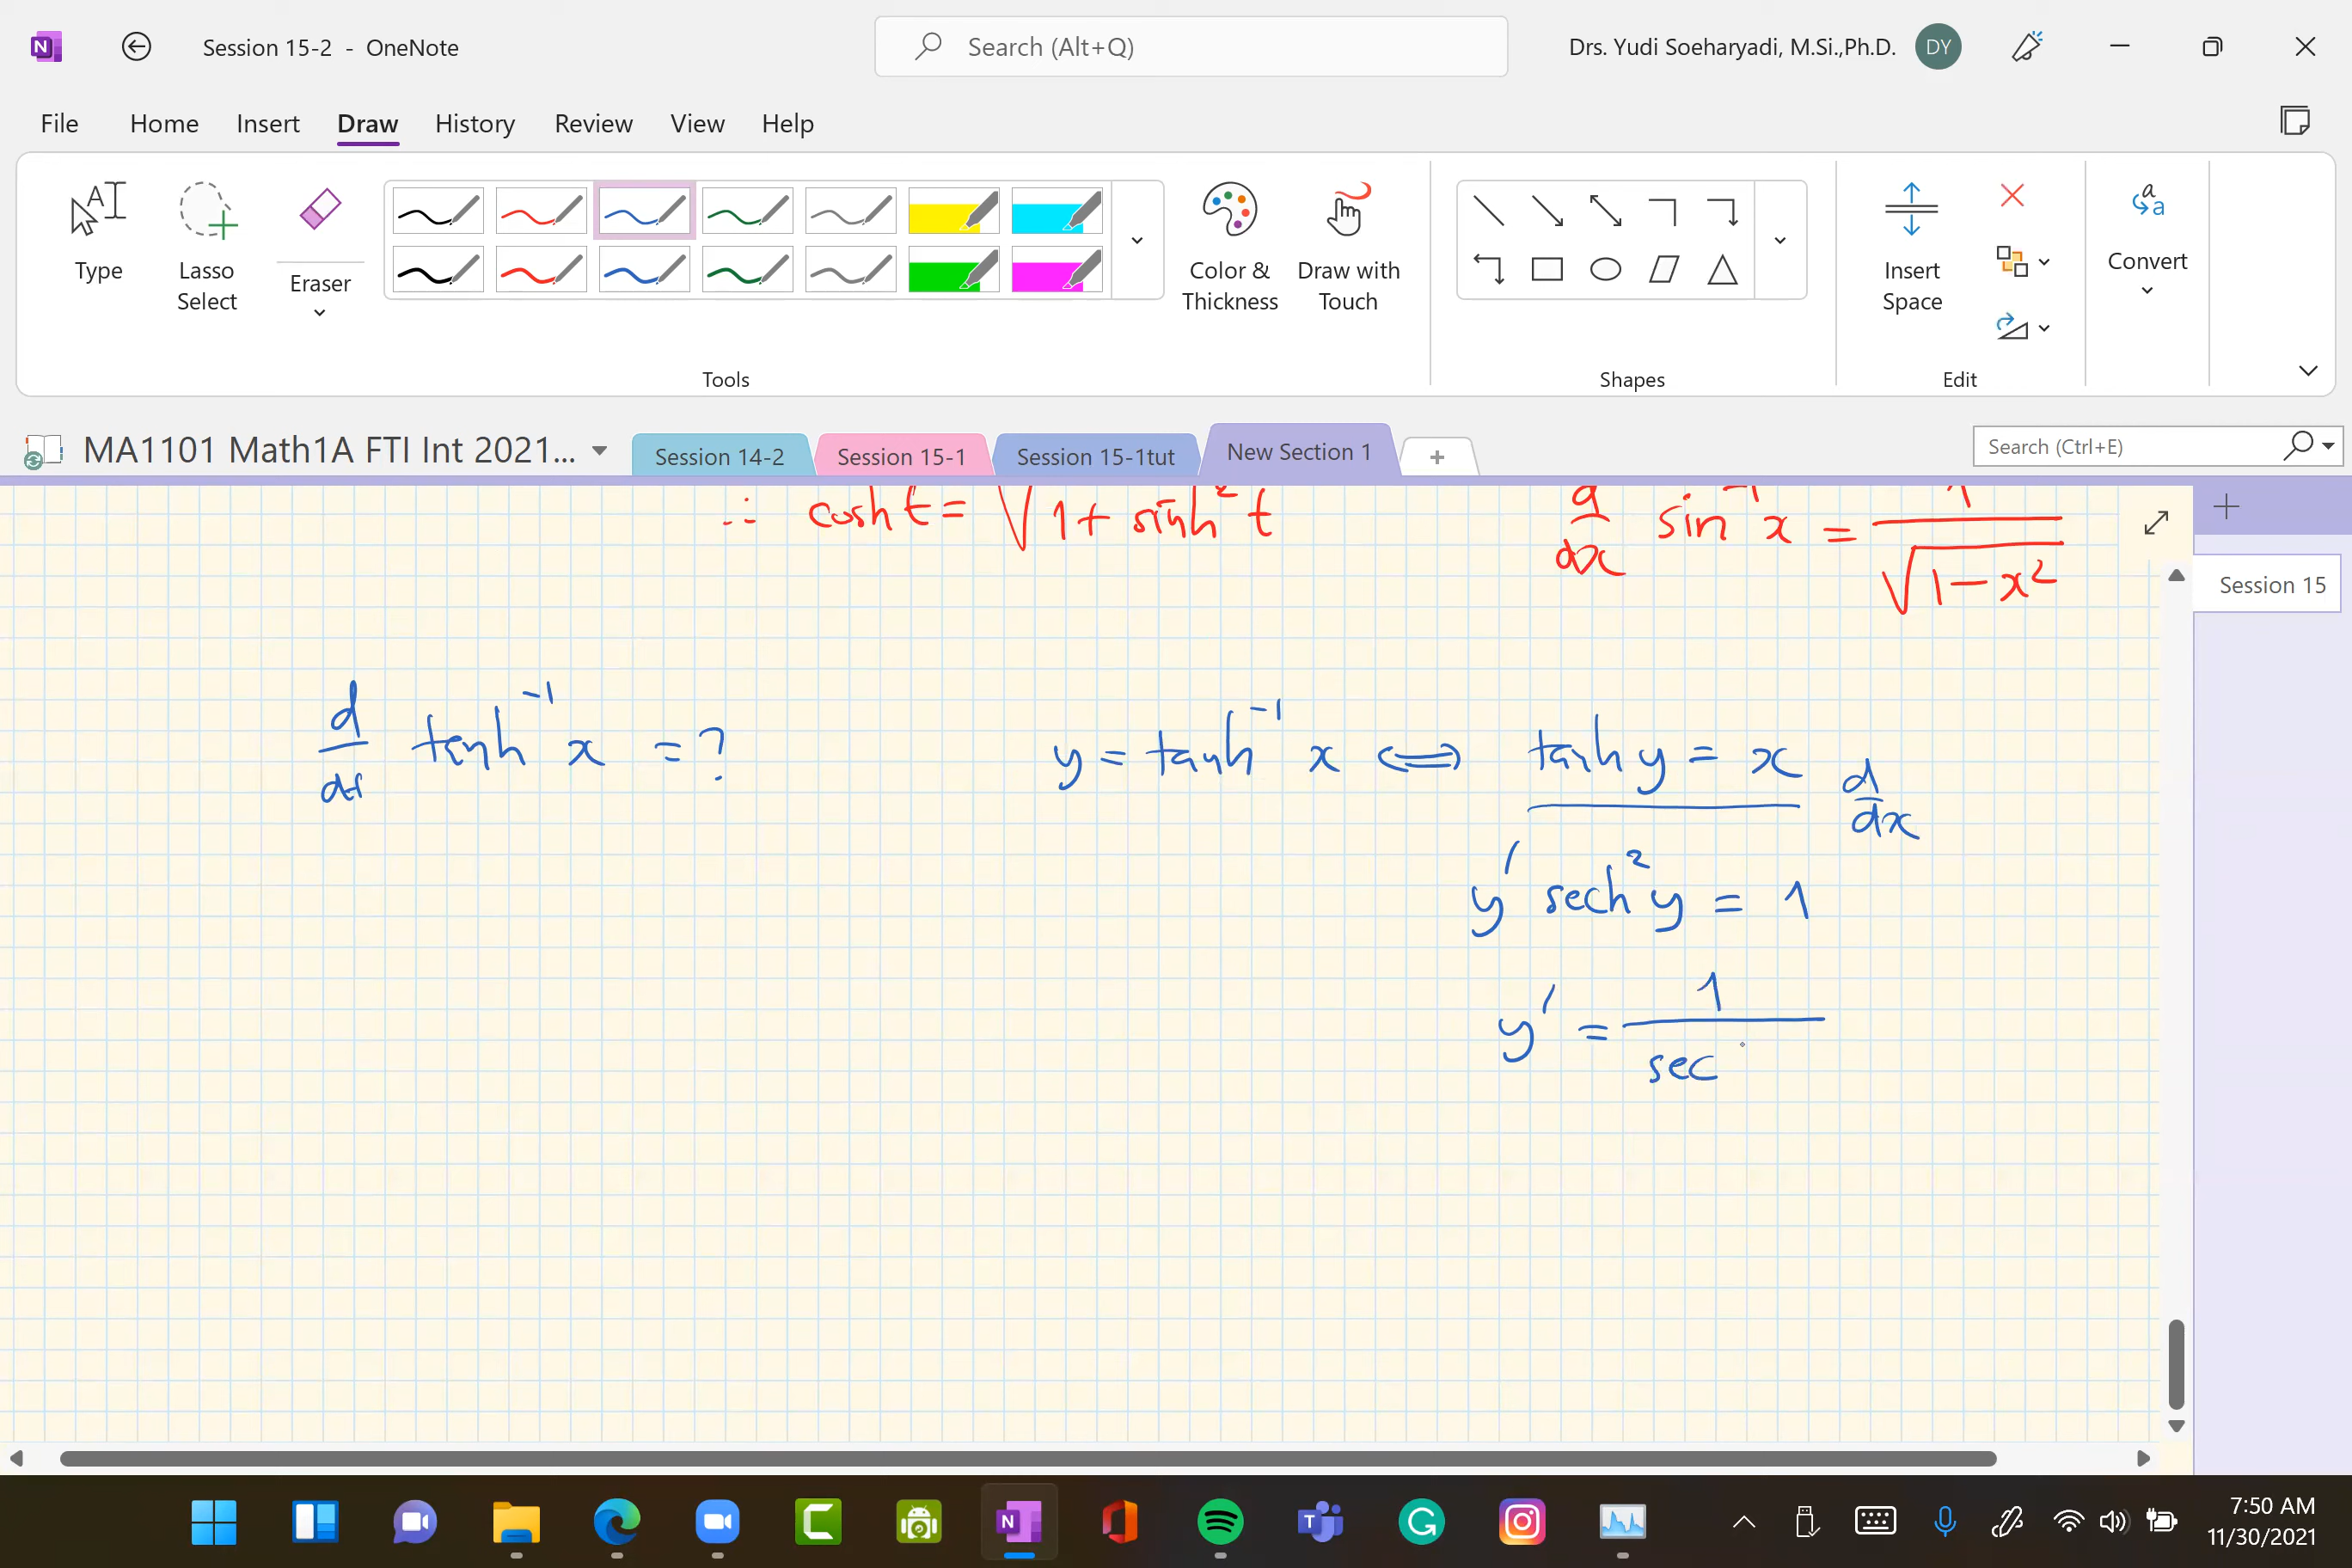 Session 15-2 - OneNote
Search (Alt+Q)
Drs. Yudi Soeharyadi, M.Si.,Ph.D.
DY
File Home Insert Draw History Review View Help
Type
Lasso Select
Eraser
Color & Thickness
Draw with Touch
Insert Space
Convert
Tools
Shapes
Edit
MA1101 Math1A FTI Int 2021...
Session 14-2
Session 15-1
Session 15-1tut
New Section 1
Search (Ctrl+E)
Session 15
∴ cosh t = √(1 + sinh² t)
d/dx sin⁻¹ x = 1/√(1 - x²)
d/dx tanh⁻¹ x = ?
y = tanh⁻¹ x ⟺ tanh y = x d/dx
y' sech² y = 1
y' = 1/sec
7:50 AM
11/30/2021